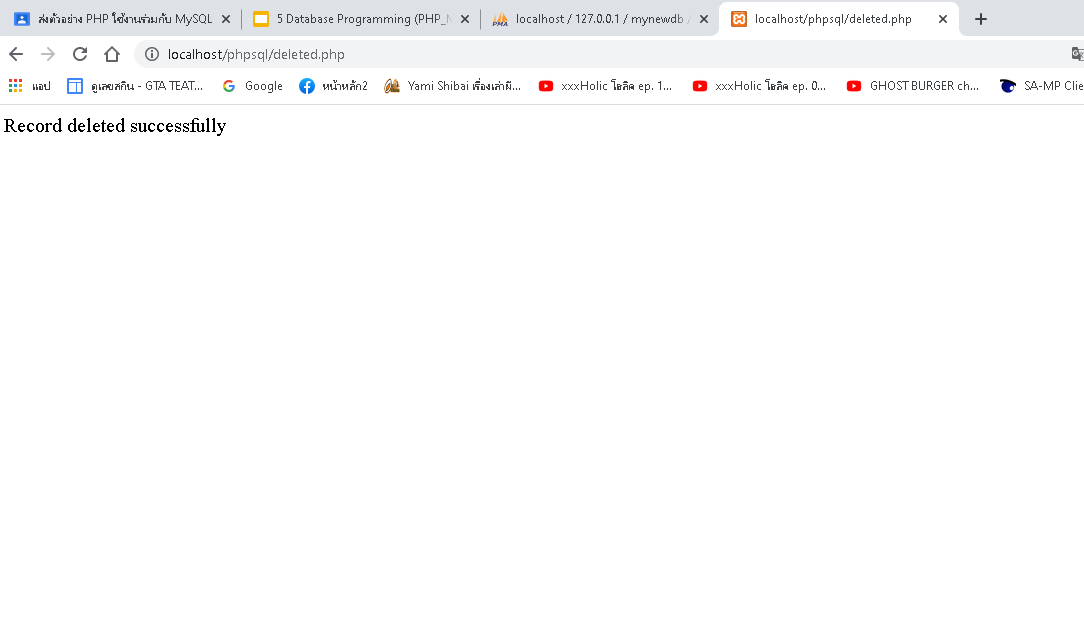 ส่งตัวอย่าง PHP ใช้งานร่วมกับ MySQL
5 Database Programming (PHP_M
localhost / 127.0.0.1 / mynewdb /
localhost/phpsql/deleted.php
localhost/phpsql/deleted.php
แอป
ดูเลขสกิน - GTA TEAT...
Google
หน้าหลัก2
Yami Shibai เรื่องเล่าผี...
xxxHolic โฮลิค ep. 1...
xxxHolic โฮลิค ep. 0...
GHOST BURGER ch...
SA-MP Clie
Record deleted successfully